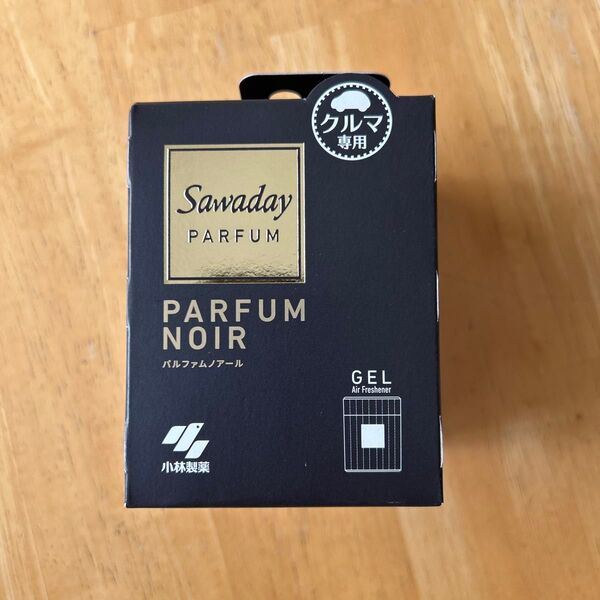 クルマ
専用
Sawaday
PARFUM
PARFUM
NOIR
パルファムノアール
GEL
Air Freshener
小林製薬